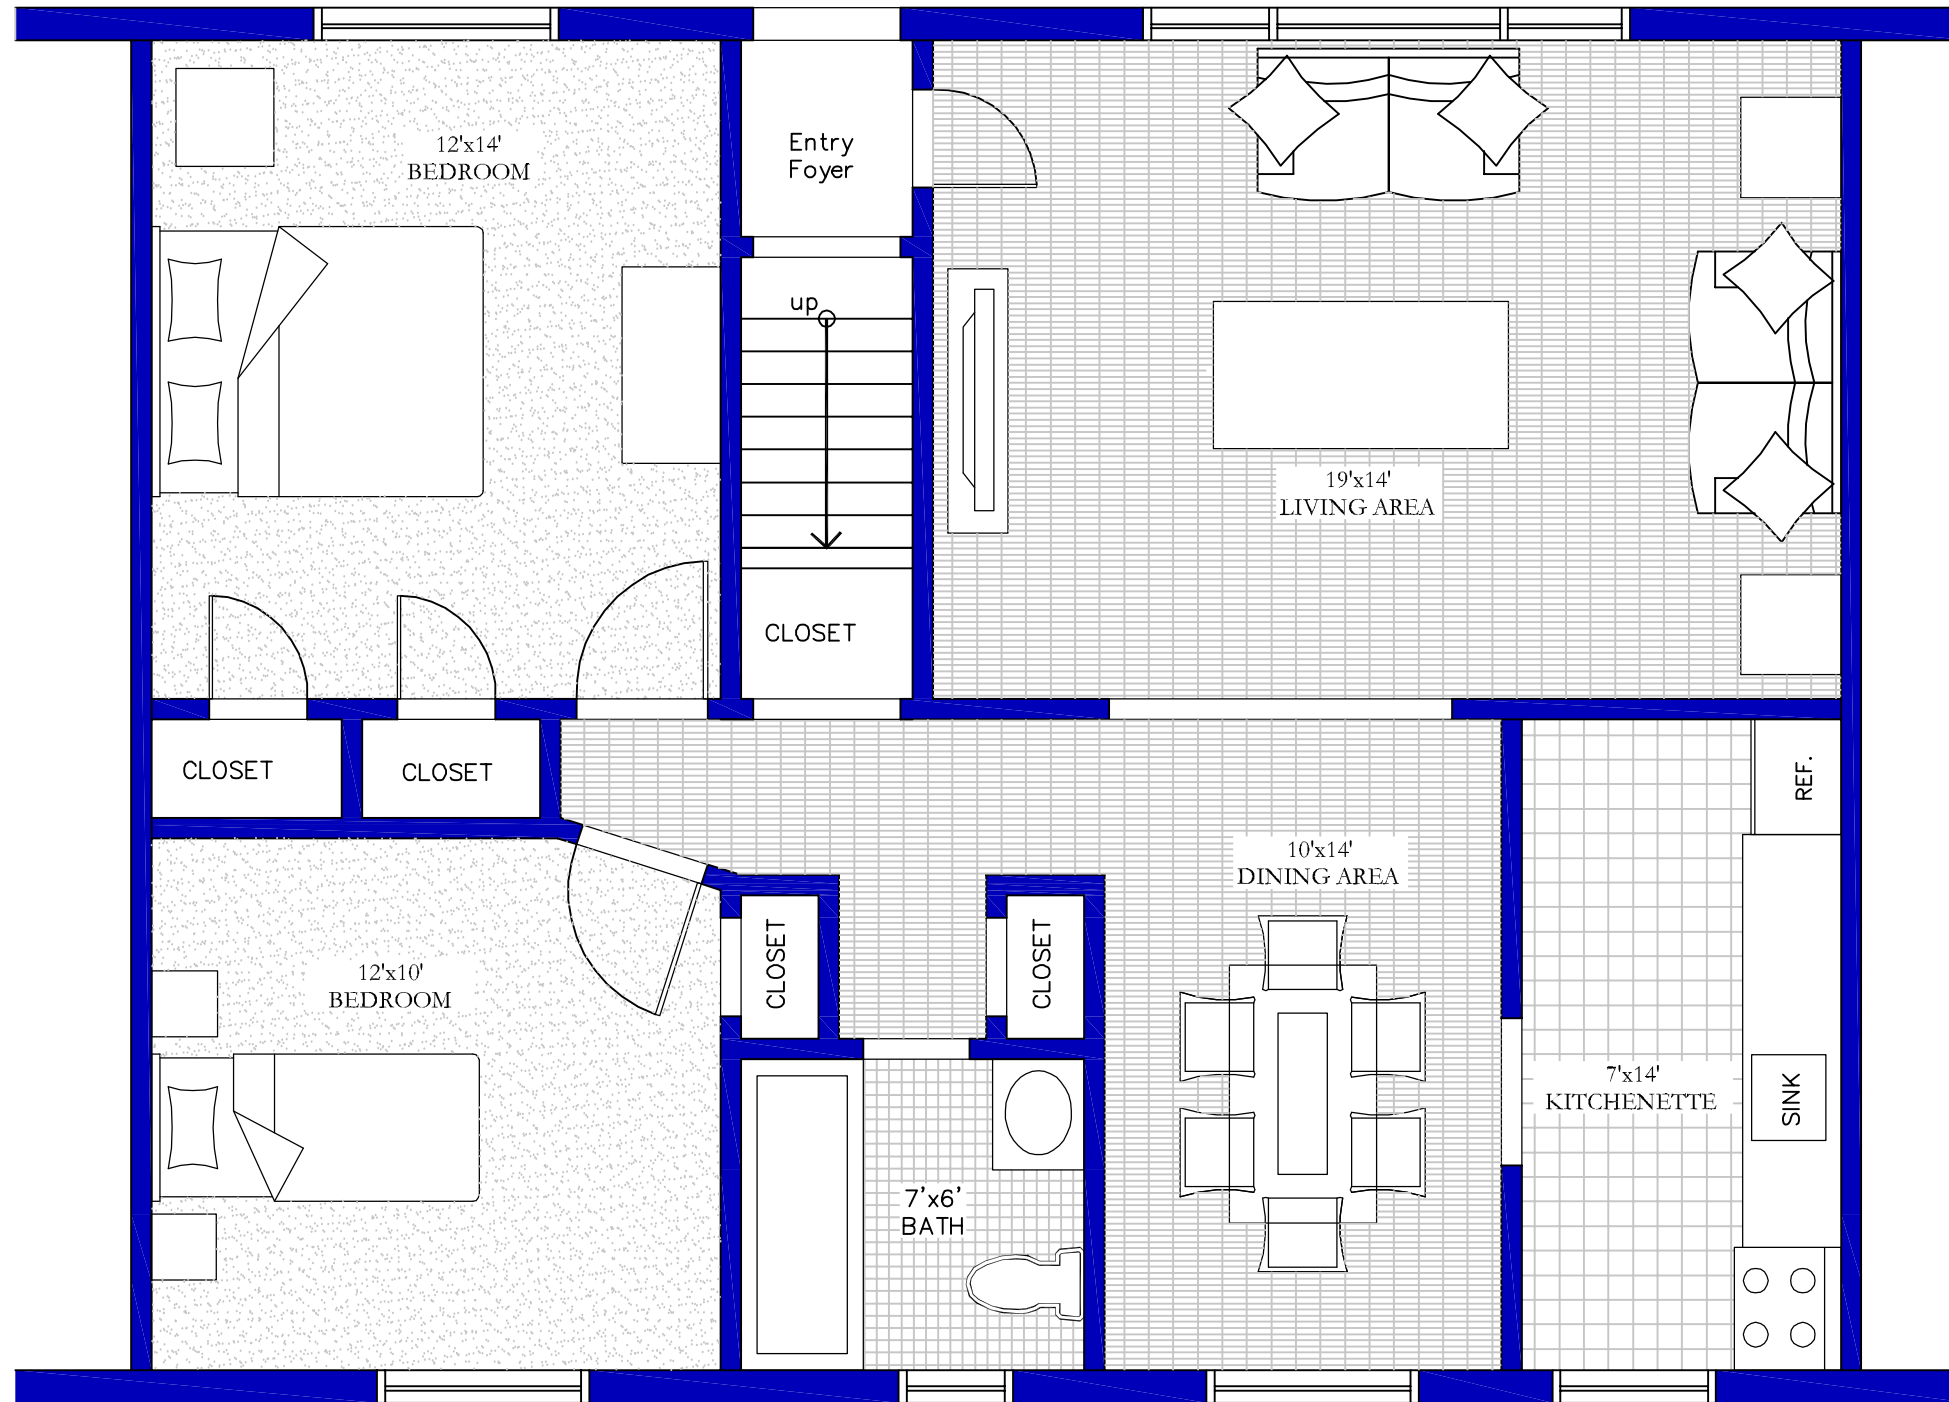 12'x14'
BEDROOM
Entry
Foyer
up
19'x14'
LIVING AREA
CLOSET
CLOSET
CLOSET
REF.
10'x14'
DINING AREA
CLOSET
CLOSET
12'x10'
BEDROOM
7'x14'
KITCHENETTE
SINK
7'x6'
BATH